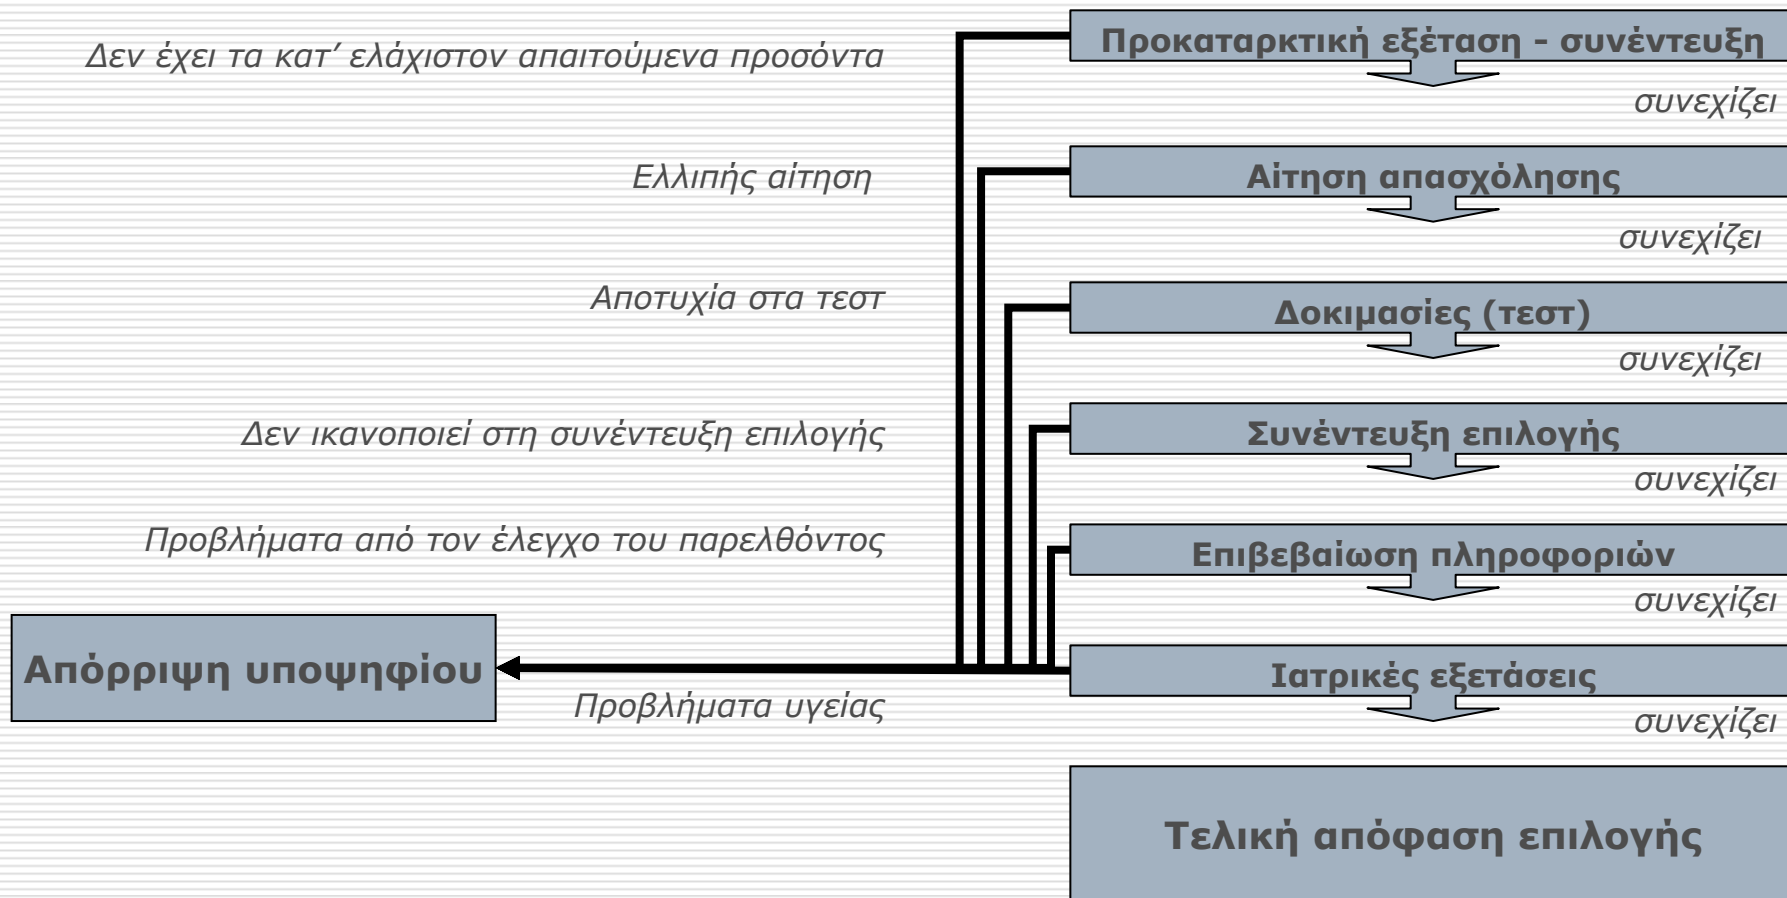 Δεν έχει τα κατ’ ελάχιστον απαιτούμενα προσόντα
Προκαταρκτική εξέταση - συνέντευξη
συνεχίζει
Ελλιπής αίτηση
Αίτηση απασχόλησης
συνεχίζει
Αποτυχία στα τεστ
Δοκιμασίες (τεστ)
συνεχίζει
Δεν ικανοποιεί στη συνέντευξη επιλογής
Συνέντευξη επιλογής
συνεχίζει
Προβλήματα από τον έλεγχο του παρελθόντος
Επιβεβαίωση πληροφοριών
συνεχίζει
Απόρριψη υποψηφίου
Προβλήματα υγείας
Ιατρικές εξετάσεις
συνεχίζει
Τελική απόφαση επιλογής